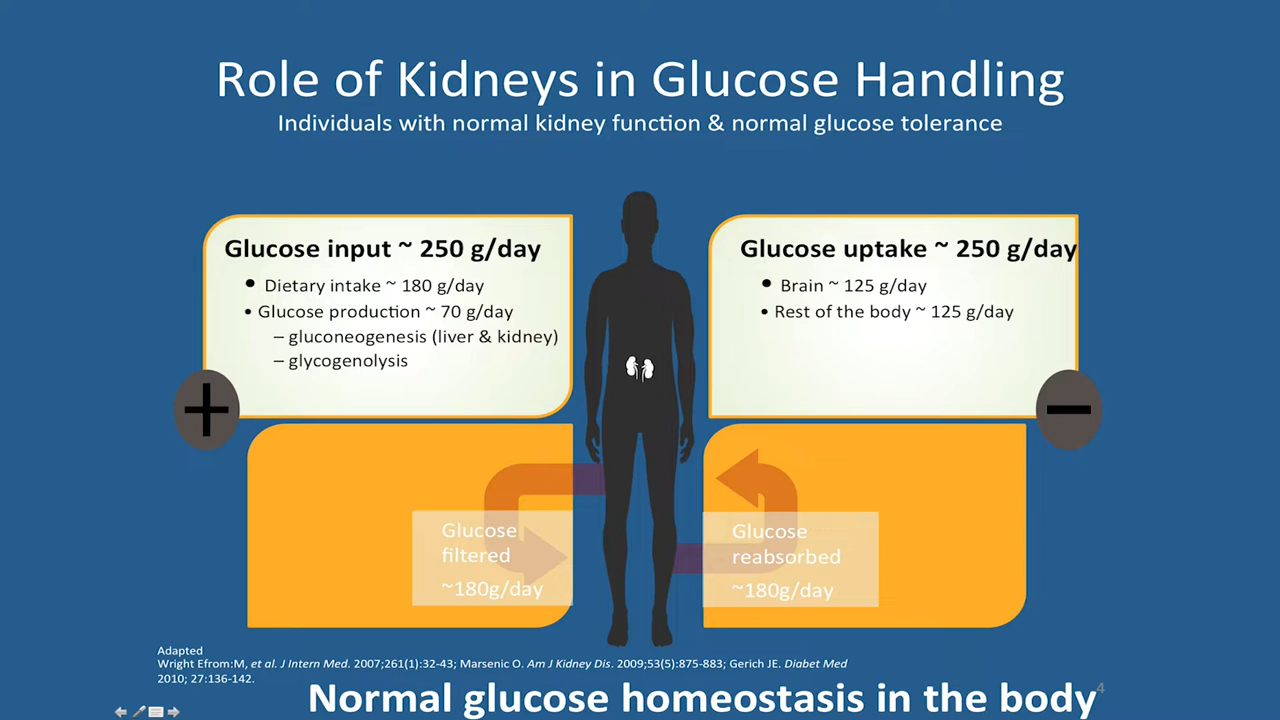 Role of Kidneys in Glucose Handling
Individuals with normal kidney function & normal glucose tolerance
Glucose input ~ 250 g/day
• Dietary intake ~ 180 g/day
• Glucose production ~ 70 g/day
– gluconeogenesis (liver & kidney)
– glycogenolysis
+
Glucose uptake ~ 250 g/day
• Brain ~ 125 g/day
• Rest of the body ~ 125 g/day
−
Glucose
filtered
~180g/day
Glucose
reabsorbed
~180g/day
Adapted
Wright Efrom:M, et al. J Intern Med. 2007;261(1):32-43; Marsenic O. Am J Kidney Dis. 2009;53(5):875-883; Gerich JE. Diabet Med
2010; 27:136-142.
Normal glucose homeostasis in the body
4